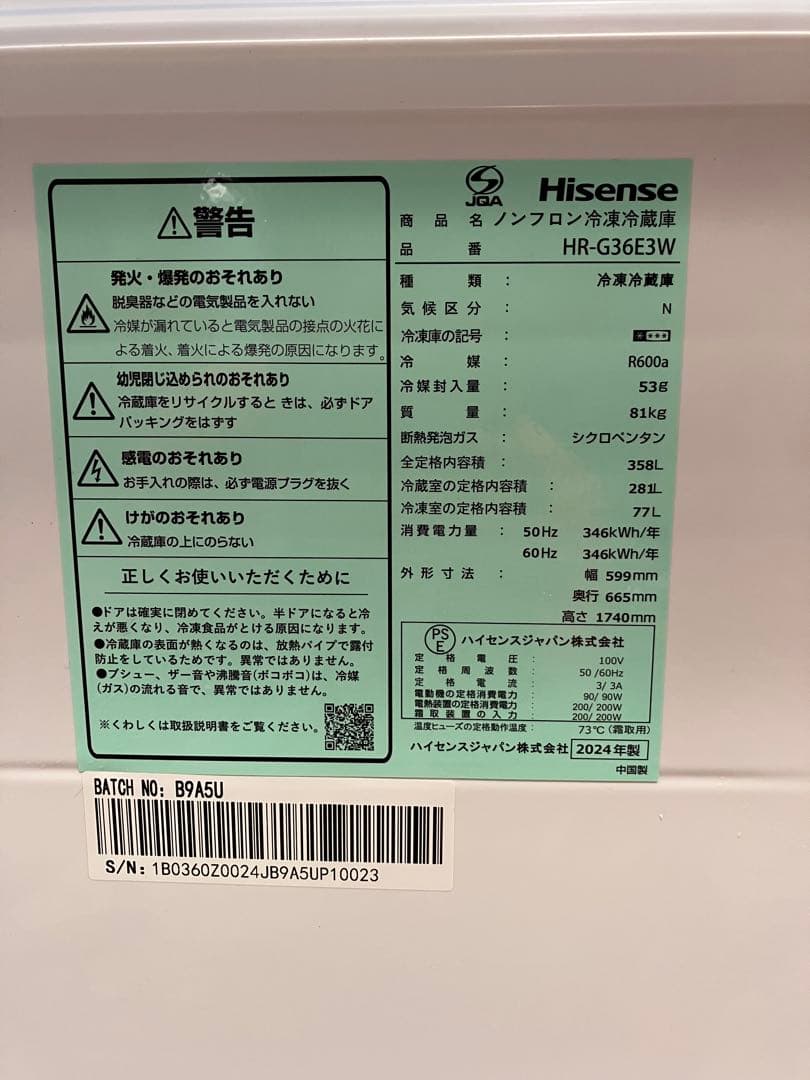 警告
発火・爆発のおそれあり
脱臭器などの電気製品を入れない
冷媒が漏れていると電気製品の接点の火花に
よる着火、着火による爆発の原因になります。
幼児閉じ込められのおそれあり
冷蔵庫をリサイクルすると きは、必ずドア
パッキングをはずす
感電のおそれあり
お手入れの際は、必ず電源プラグを抜く
けがのおそれあり
冷蔵庫の上にのらない
正しくお使いいただくために
●ドアは確実に閉めてください。半ドアになると冷
えが悪くなり、冷凍食品がとける原因になります。
●冷蔵庫の表面が熱くなるのは、放熱パイプで露付
防止をしているためです。異常ではありません。
●ブシュー、ザー音や沸騰音(ポコポコ)は、冷媒
(ガス)の流れる音で、異常ではありません。
※くわしくは取扱説明書をご覧ください。
JQA Hisense
商品名 ノンフロン冷凍冷蔵庫
品番 HR-G36E3W
種類 : 冷凍冷蔵庫
気候区分 : N
冷凍庫の記号 :
冷媒 : R600a
冷媒封入量 : 53g
質量 : 81kg
断熱発泡ガス : シクロペンタン
全定格内容積 : 358L
冷蔵室の定格内容積 : 281L
冷凍室の定格内容積 : 77L
消費電力量 : 50Hz 346kWh/年
60Hz 346kWh/年
外形寸法 : 幅 599mm
奥行 665mm
高さ 1740mm
PSE ハイセンスジャパン株式会社
定格電圧 : 100V
定格周波数 : 50/60Hz
定格電流 : 3/3A
電動機の定格消費電力 : 90/90W
電熱装置の定格消費電力 : 200/200W
霜取装置の入力 : 200/200W
温度ヒューズの定格動作温度 : 73℃(霜取用)
ハイセンスジャパン株式会社 2024年製
中国製
BATCH NO: B9A5U
S/N: 1B0360Z0024JB9A5UP10023